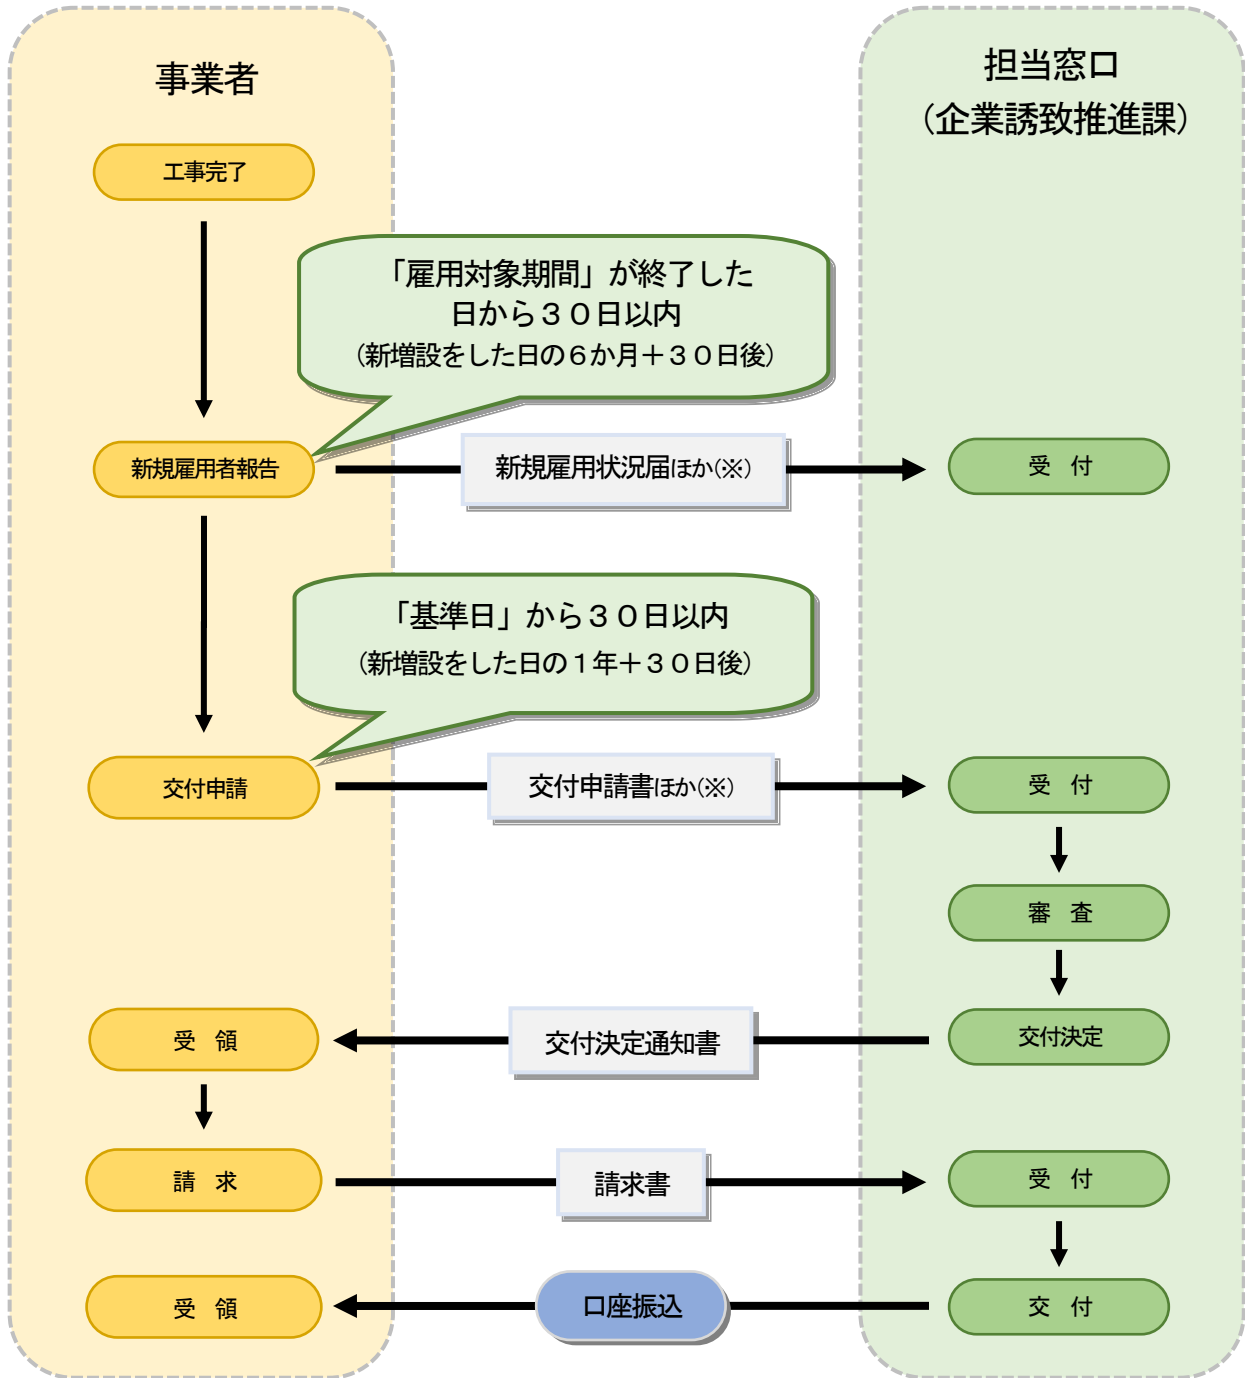 事業者
担当窓口
（企業誘致推進課）
工事完了
「雇用対象期間」が終了した
日から３０日以内
（新増設をした日の６か月＋３０日後）
新規雇用者報告
新規雇用状況届ほか（※）
受　付
「基準日」から３０日以内
（新増設をした日の１年＋３０日後）
交付申請
交付申請書ほか（※）
受　付
審　査
受　領
交付決定通知書
交付決定
請　求
請求書
受　付
受　領
口座振込
交　付